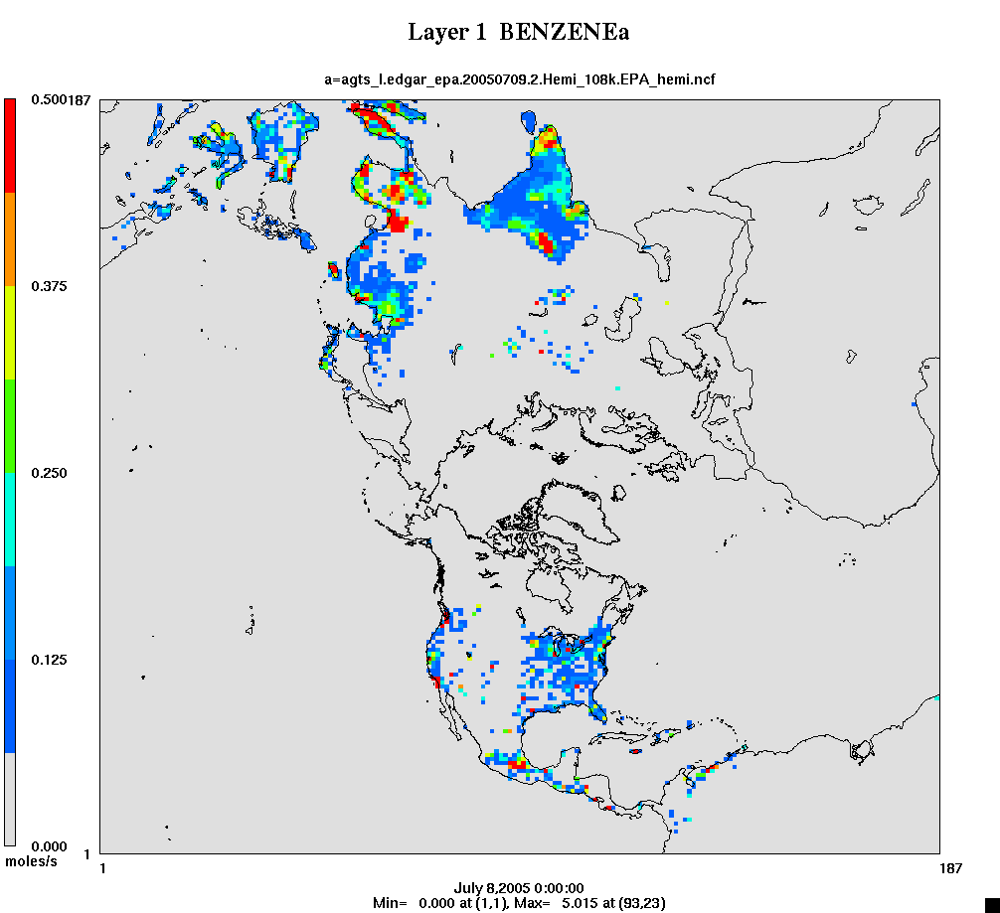 Layer 1 BENZENEa
a=agts_l.edgar_epa.20050709.2.Hemi_108k.EPA_hemi.ncf
0.500187
0.375
0.250
0.125
0.000
moles/s
1
1
187
July 8,2005 0:00:00
Min= 0.000 at (1,1), Max= 5.015 at (93,23)